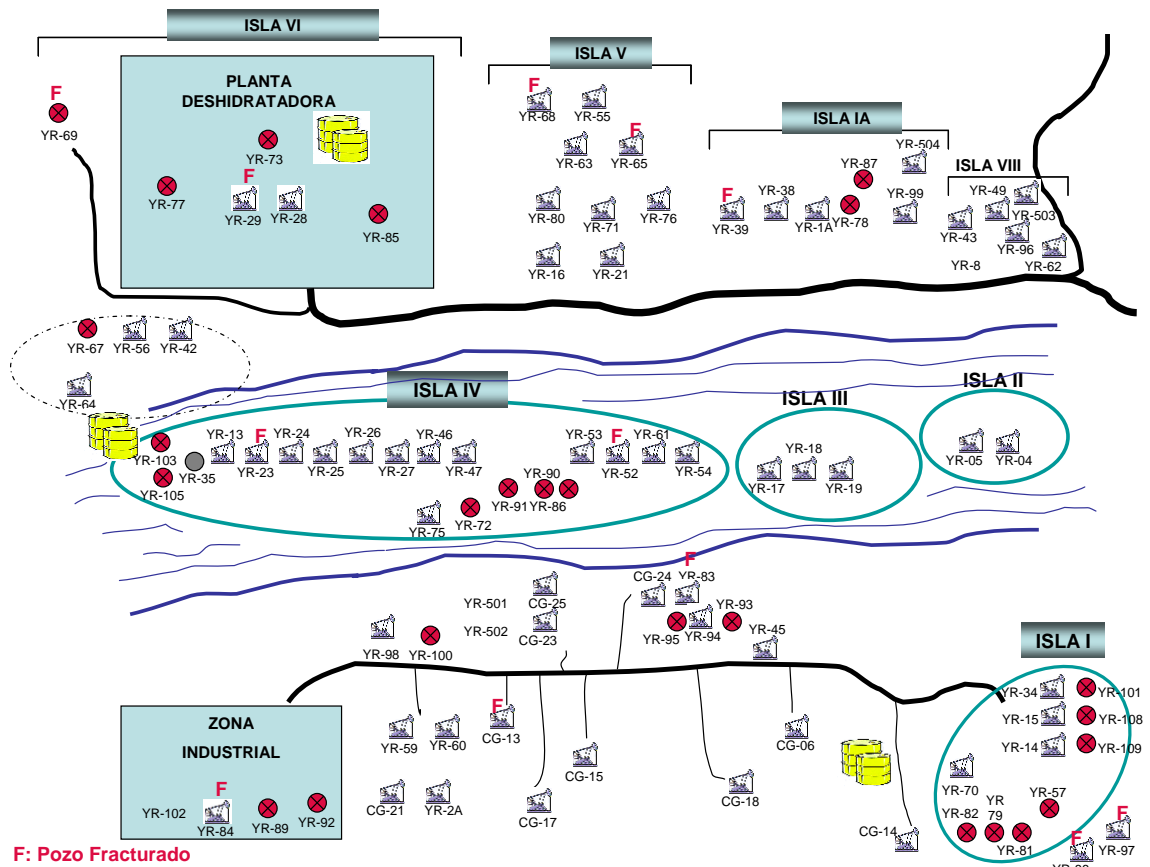 ISLA VI
F
YR-69
PLANTA
DESHIDRATADORA
YR-73
YR-77
F
YR-29
YR-28
YR-85
ISLA V
F
YR-68
YR-55
YR-63
F
YR-65
YR-80
YR-71
YR-76
YR-16
YR-21
ISLA IA
YR-504
YR-87
F
YR-39
YR-38
YR-1A
YR-78
YR-99
ISLA VIII
YR-49
YR-503
YR-43
YR-96
YR-8
YR-62
YR-67
YR-56
YR-42
YR-64
ISLA IV
YR-103
YR-105
YR-35
YR-13
F
YR-23
YR-24
YR-25
YR-26
YR-27
YR-46
YR-47
YR-53
F
YR-52
YR-61
YR-54
YR-90
YR-91
YR-86
YR-72
YR-75
ISLA III
YR-18
YR-17
YR-19
ISLA II
YR-05
YR-04
CG-24
F
YR-83
YR-501
CG-25
YR-502
CG-23
YR-93
YR-95
YR-94
YR-45
YR-98
YR-100
ISLA I
YR-34
YR-101
YR-15
YR-108
YR-14
YR-109
YR-70
YR-57
YR-82
YR
79
YR-81
F
YR-97
F
ZONA
INDUSTRIAL
YR-102
F
YR-84
YR-89
YR-92
YR-59
YR-60
F
CG-13
CG-15
CG-21
YR-2A
CG-17
CG-18
CG-06
CG-14
F: Pozo Fracturado